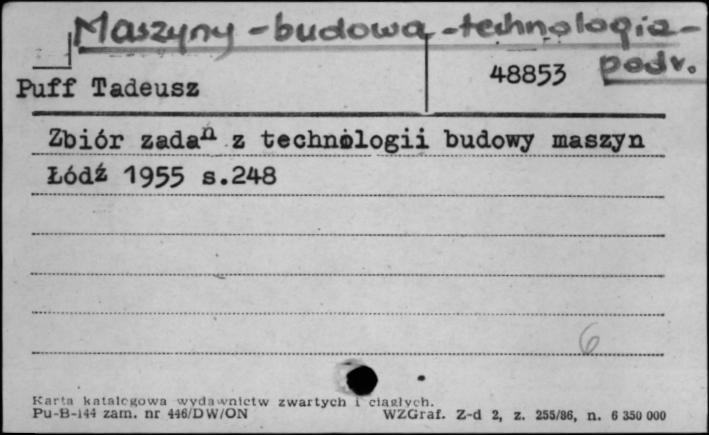 Maszyny - budowa - technologia -
podr.
Puff Tadeusz
48853
Zbiór zadań z technologii budowy maszyn
Łódź 1955 s.248
6
Karta katalogowa wydawnictw zwartych i ciągłych.
Pu-B-144 zam. nr 446/DW/ON WZGraf. Z-d 2, z. 255/86, n. 6 350 000